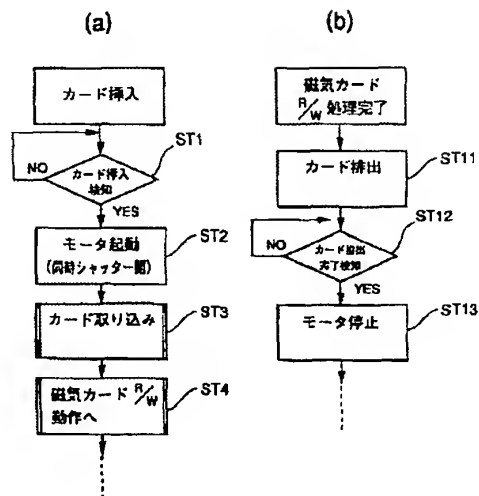 (a)
カード挿入
ST1
NO
カード挿入
検知
YES
モータ起動
(同時シャッター開)
ST2
カード取り込み
ST3
磁気カード R/W
動作へ
ST4
(b)
磁気カード
R/W 処理完了
カード排出
ST11
ST12
NO
カード排出
完了検知
YES
モータ停止
ST13